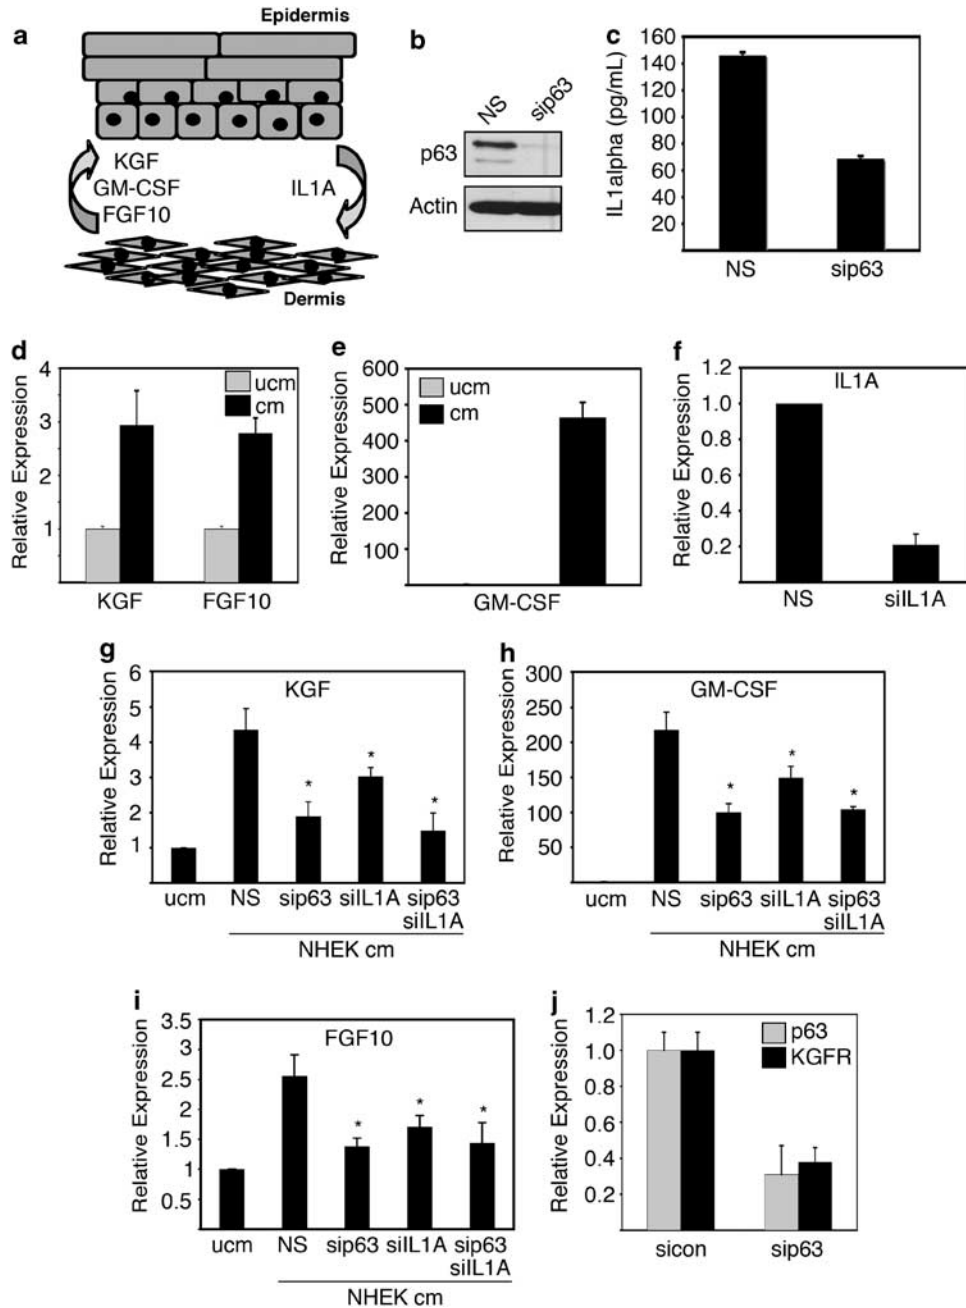 a
Epidermis
KGF
GM-CSF
FGF10
IL1A
Dermis
b
NS
sip63
p63
Actin
c
IL1alpha (pg/mL)
160
140
120
100
80
60
40
20
NS
sip63
d
Relative Expression
4
3
2
1
ucm
cm
KGF
FGF10
e
Relative Expression
600
500
400
300
200
100
ucm
cm
GM-CSF
f
Relative Expression
1.2
1.0
0.8
0.6
0.4
0.2
IL1A
NS
siIL1A
g
Relative Expression
6
5
4
3
2
1
KGF
*
*
*
ucm
NS
sip63
siIL1A
sip63
siIL1A
NHEK cm
h
Relative Expression
300
250
200
150
100
50
GM-CSF
*
*
*
ucm
NS
sip63
siIL1A
sip63
siIL1A
NHEK cm
i
Relative Expression
3.5
3
2.5
2
1.5
1
0.5
FGF10
*
*
*
ucm
NS
sip63
siIL1A
sip63
siIL1A
NHEK cm
j
Relative Expression
1.2
1.0
0.8
0.6
0.4
0.2
p63
KGFR
sicon
sip63